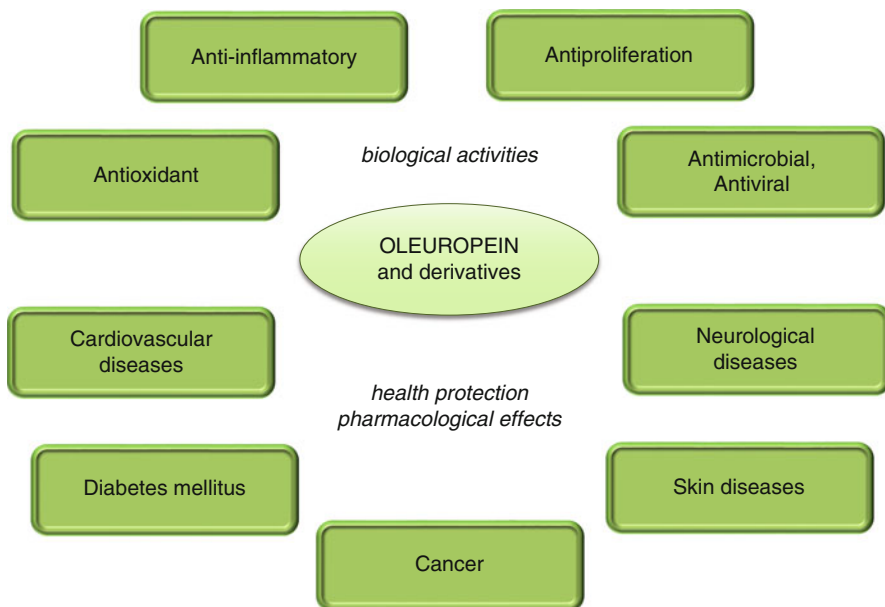 Anti-inflammatory
Antiproliferation
Antioxidant
biological activities
Antimicrobial,
Antiviral
OLEUROPEIN
and derivatives
Cardiovascular
diseases
Neurological
diseases
health protection
pharmacological effects
Diabetes mellitus
Skin diseases
Cancer